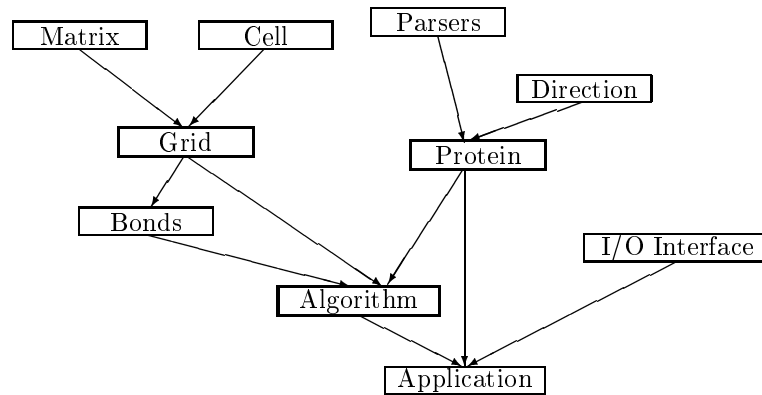 Parsers
Matrix
Cell
Direction
Grid
Protein
Bonds
I/O Interface
Algorithm
Application